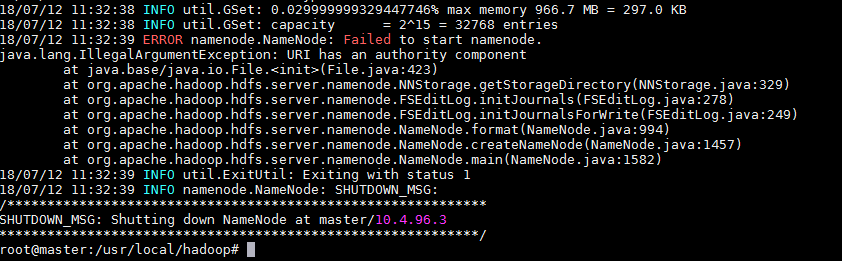 18/07/12 11:32:38 INFO util.GSet: 0.029999999329447746% max memory 966.7 MB = 297.0 KB
18/07/12 11:32:38 INFO util.GSet: capacity      = 2^15 = 32768 entries
18/07/12 11:32:39 ERROR namenode.NameNode: Failed to start namenode.
java.lang.IllegalArgumentException: URI has an authority component
        at java.base/java.io.File.<init>(File.java:423)
        at org.apache.hadoop.hdfs.server.namenode.NNStorage.getStorageDirectory(NNStorage.java:329)
        at org.apache.hadoop.hdfs.server.namenode.FSEditLog.initJournals(FSEditLog.java:278)
        at org.apache.hadoop.hdfs.server.namenode.FSEditLog.initJournalsForWrite(FSEditLog.java:249)
        at org.apache.hadoop.hdfs.server.namenode.NameNode.format(NameNode.java:994)
        at org.apache.hadoop.hdfs.server.namenode.NameNode.createNameNode(NameNode.java:1457)
        at org.apache.hadoop.hdfs.server.namenode.NameNode.main(NameNode.java:1582)
18/07/12 11:32:39 INFO util.ExitUtil: Exiting with status 1
18/07/12 11:32:39 INFO namenode.NameNode: SHUTDOWN_MSG:
/************************************************************
SHUTDOWN_MSG: Shutting down NameNode at master/10.4.96.3
************************************************************/
root@master:/usr/local/hadoop#